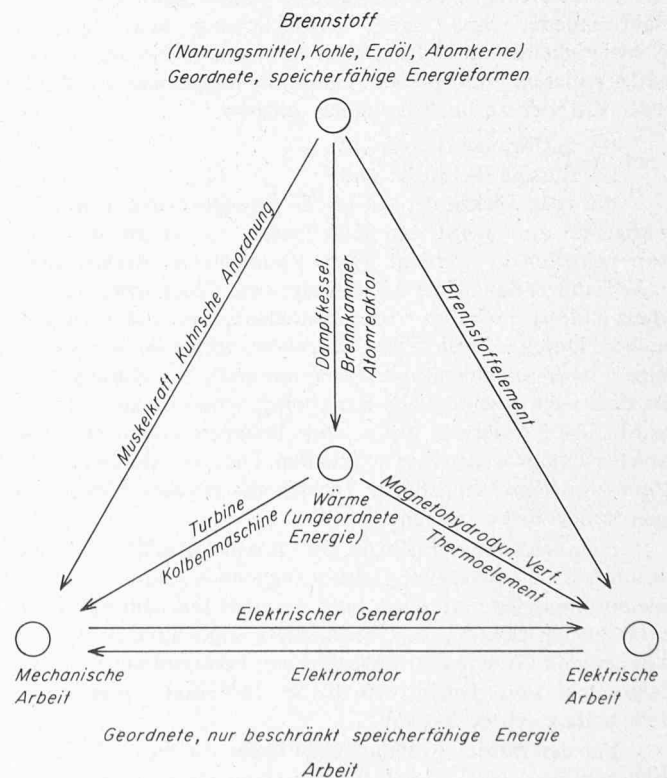 Brennstoff
(Nahrungsmittel, Kohle, Erdöl, Atomkerne)
Geordnete, speicherfähige Energieformen
Muskelkraft, Kuhnsche Anordnung
Dampfkessel
Brennkammer
Atomreaktor
Brennstoffelement
Turbine
Kolbenmaschine
Wärme
(ungeordnete
Energie)
Magnetohydrodyn. Verf.
Thermoelement
Elektrischer Generator
Elektromotor
Mechanische
Arbeit
Elektrische
Arbeit
Geordnete, nur beschränkt speicherfähige Energie
Arbeit